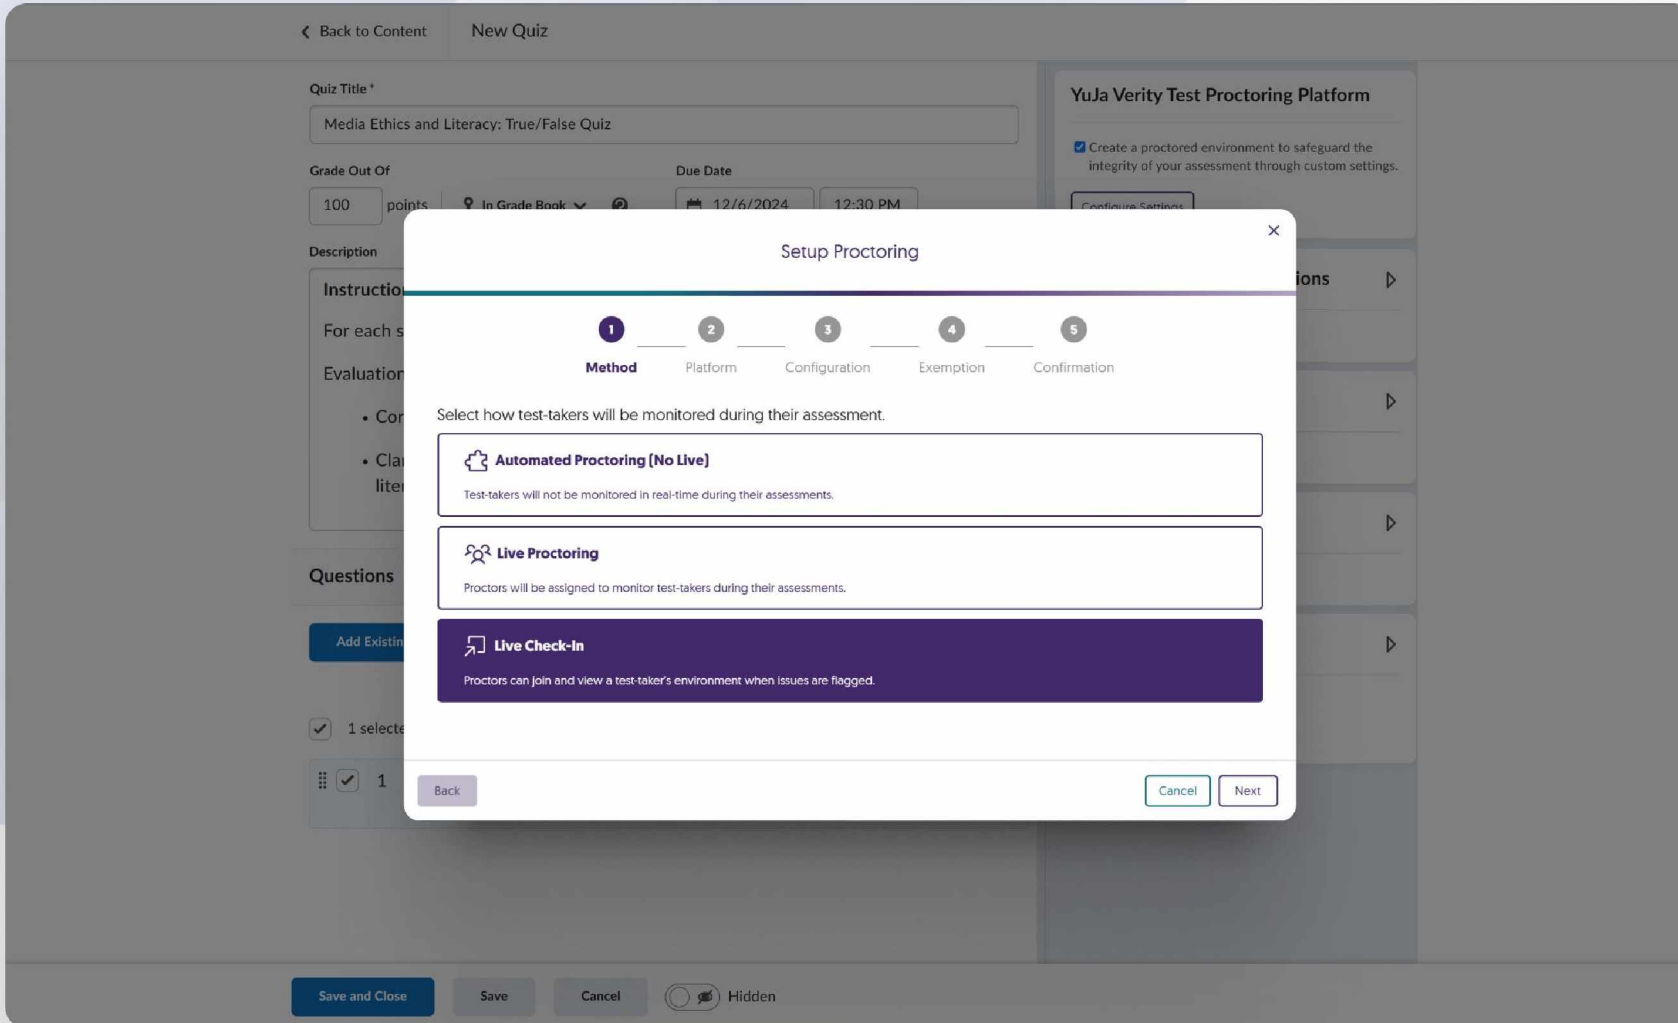 Back to Content
New Quiz
Quiz Title *
Media Ethics and Literacy: True/False Quiz
Grade Out Of
Due Date
100 points
In Grade Book
12/6/2024
12:30 PM
Description
For each s
Evaluation
YuJa Verity Test Proctoring Platform
Create a proctored environment to safeguard the
integrity of your assessment through custom settings.
Configure Settings
ions
Setup Proctoring
1
2
3
4
5
Method
Platform
Configuration
Exemption
Confirmation
Select how test-takers will be monitored during their assessment.
Automated Proctoring (No Live)
Test-takers will not be monitored in real-time during their assessments.
Live Proctoring
Proctors will be assigned to monitor test-takers during their assessments.
Live Check-In
Proctors can join and view a test-taker's environment when issues are flagged.
Back
Cancel
Next
Questions
Add Existin
1 selecte
1
Save and Close
Save
Cancel
Hidden